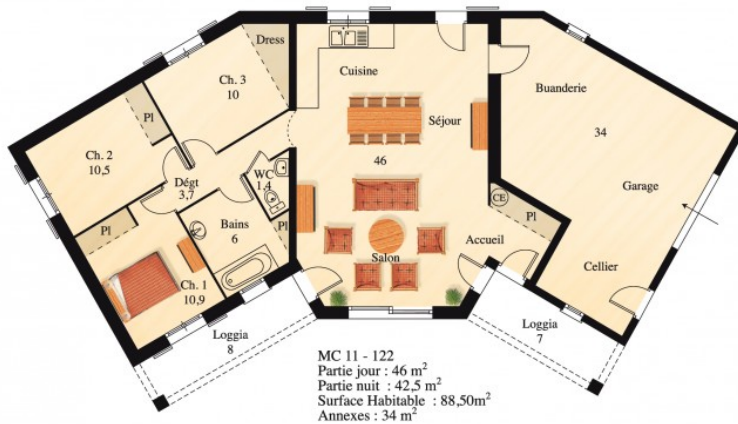 Dress
Ch. 3
10
Cuisine
Buanderie
Pl
Ch. 2
10,5
Séjour
34
WC
1,4
46
Dégt
3,7
Garage
CE
Pl
Bains
6
Pl
Pl
Accueil
Salon
Cellier
Ch. 1
10,9
Loggia
8
Loggia
7
MC 11 - 122
Partie jour : 46 m²
Partie nuit : 42,5 m²
Surface Habitable : 88,50m²
Annexes : 34 m²